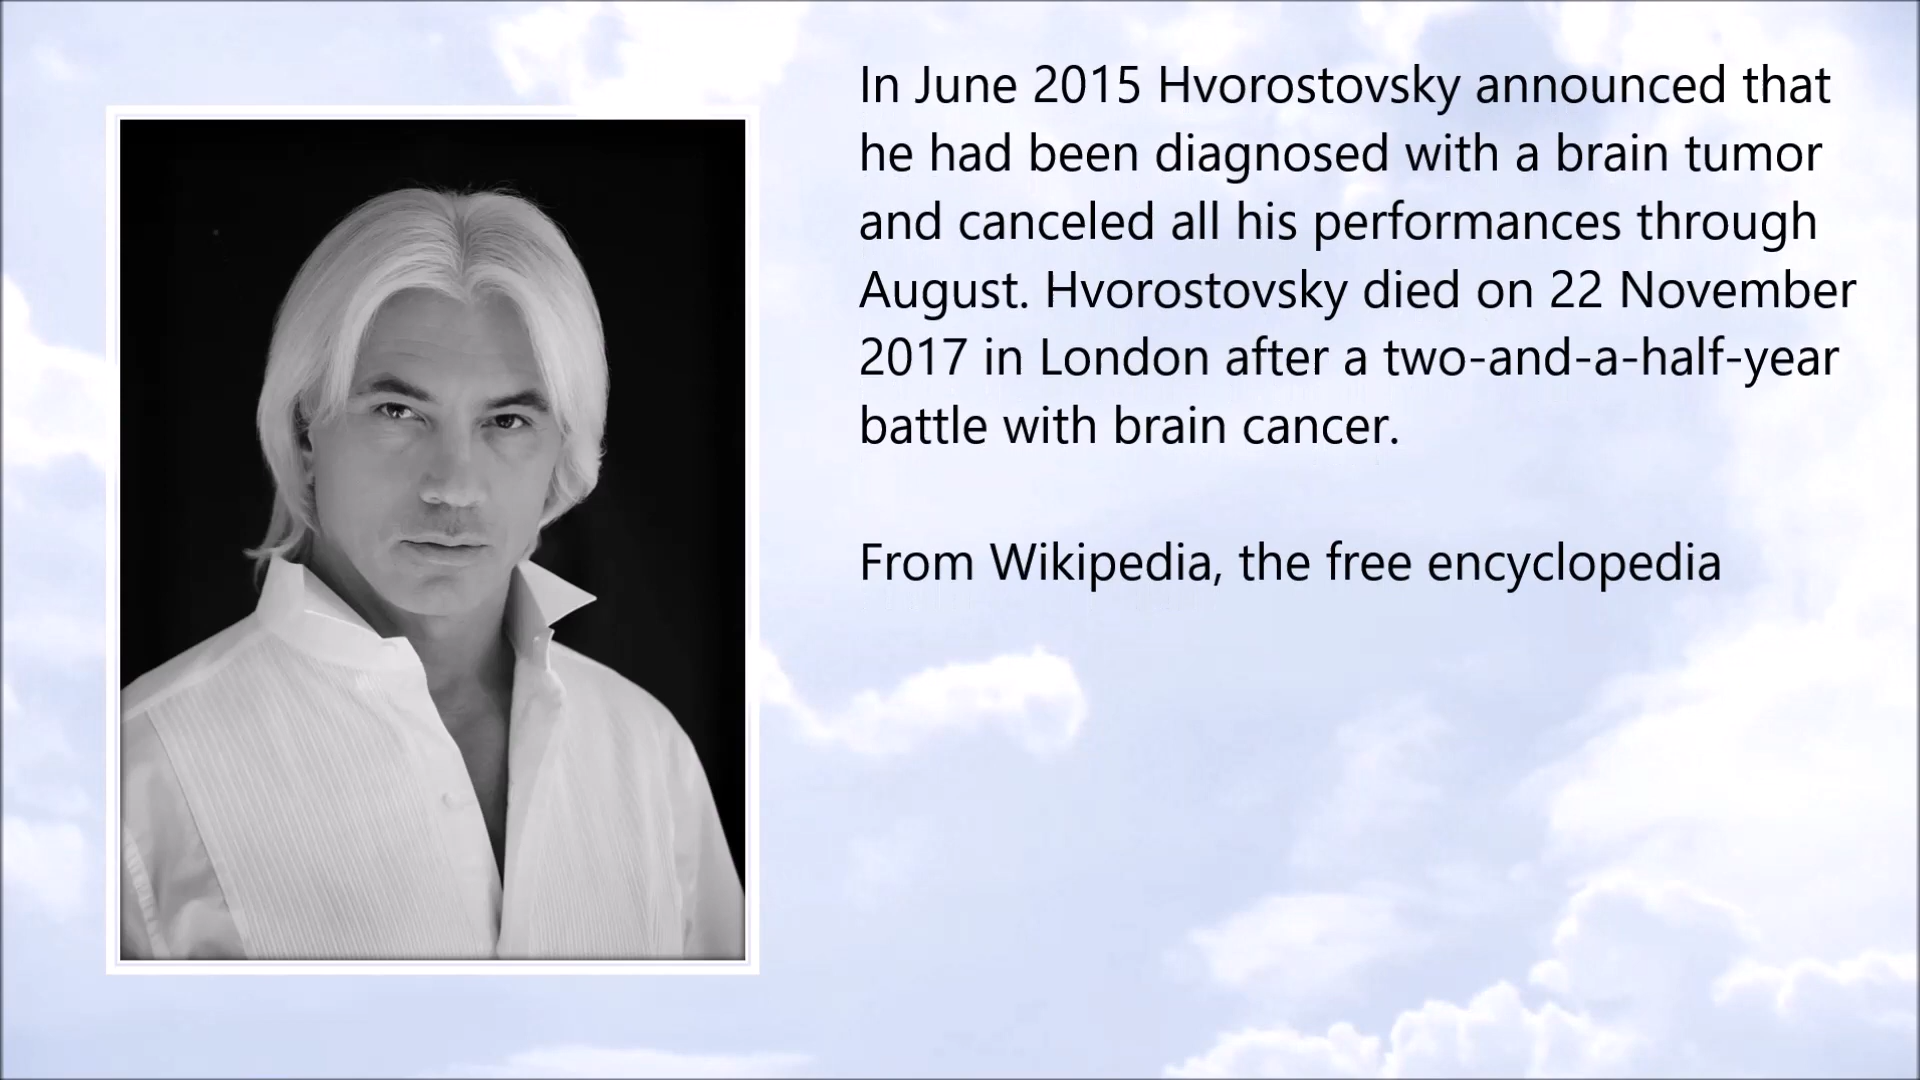 In June 2015 Hvorostovsky announced that
he had been diagnosed with a brain tumor
and canceled all his performances through
August. Hvorostovsky died on 22 November
2017 in London after a two-and-a-half-year
battle with brain cancer.
From Wikipedia, the free encyclopedia